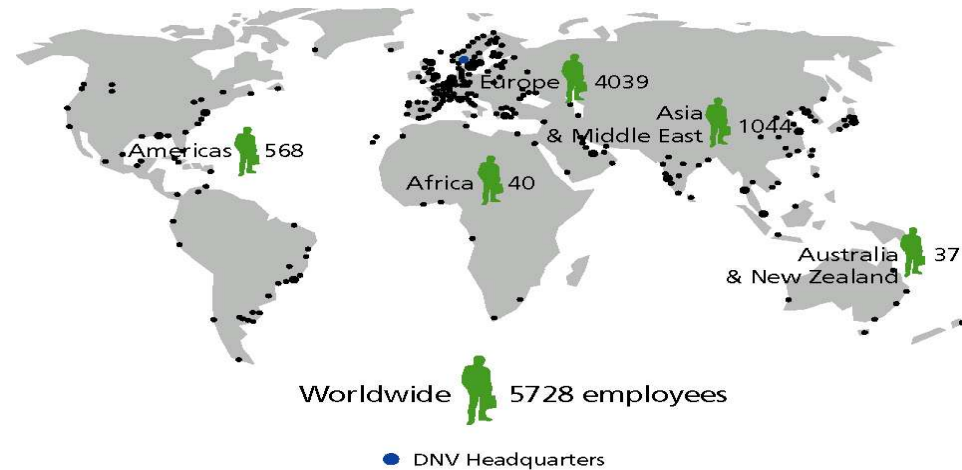 Europe 4039
Asia
& Middle East 1044
Americas 568
Africa 40
Australia 37
& New Zealand
Worldwide 5728 employees
DNV Headquarters